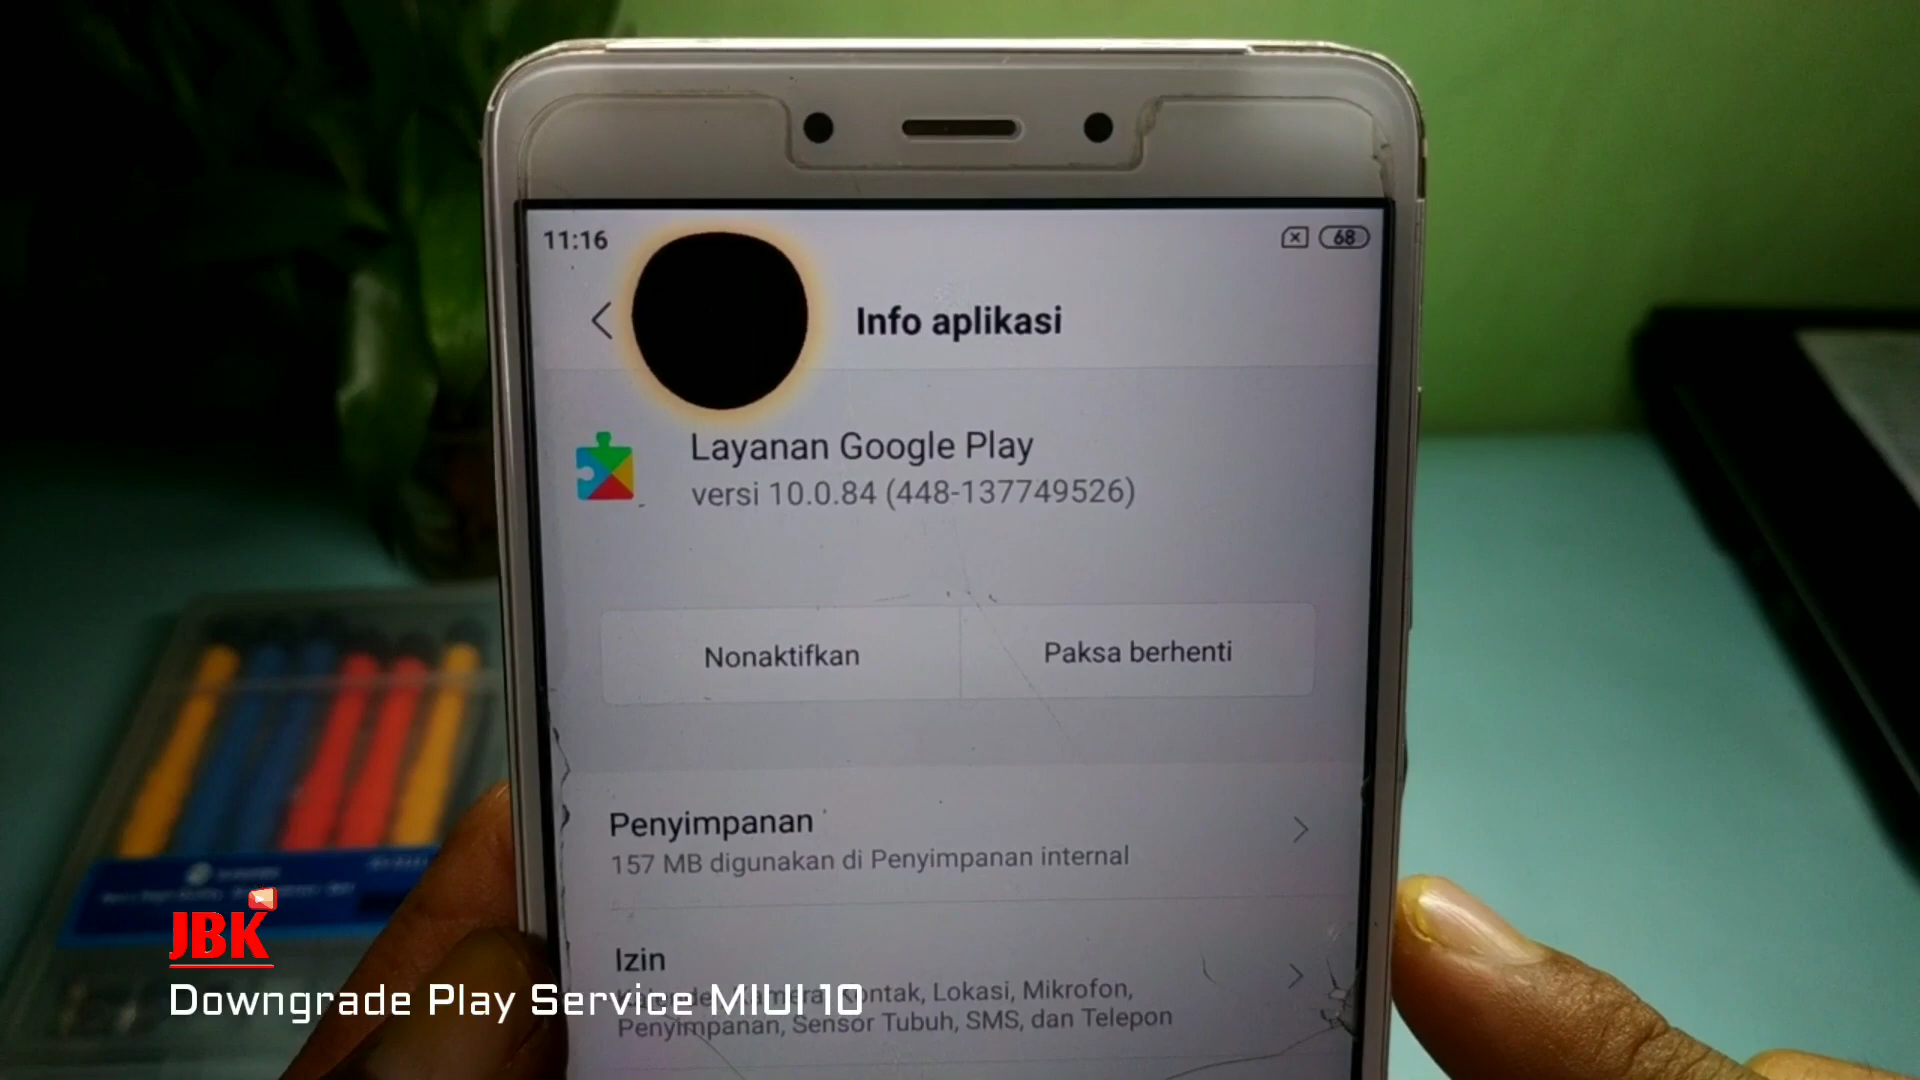 11:16
68
Info aplikasi
Layanan Google Play
versi 10.0.84 (448-137749526)
Nonaktifkan
Paksa berhenti
Penyimpanan
157 MB digunakan di Penyimpanan internal
Izin
Kontak, Lokasi, Mikrofon,
Penyimpanan, Sensor Tubuh, SMS, dan Telepon
JBK
Downgrade Play Service MIUI 10